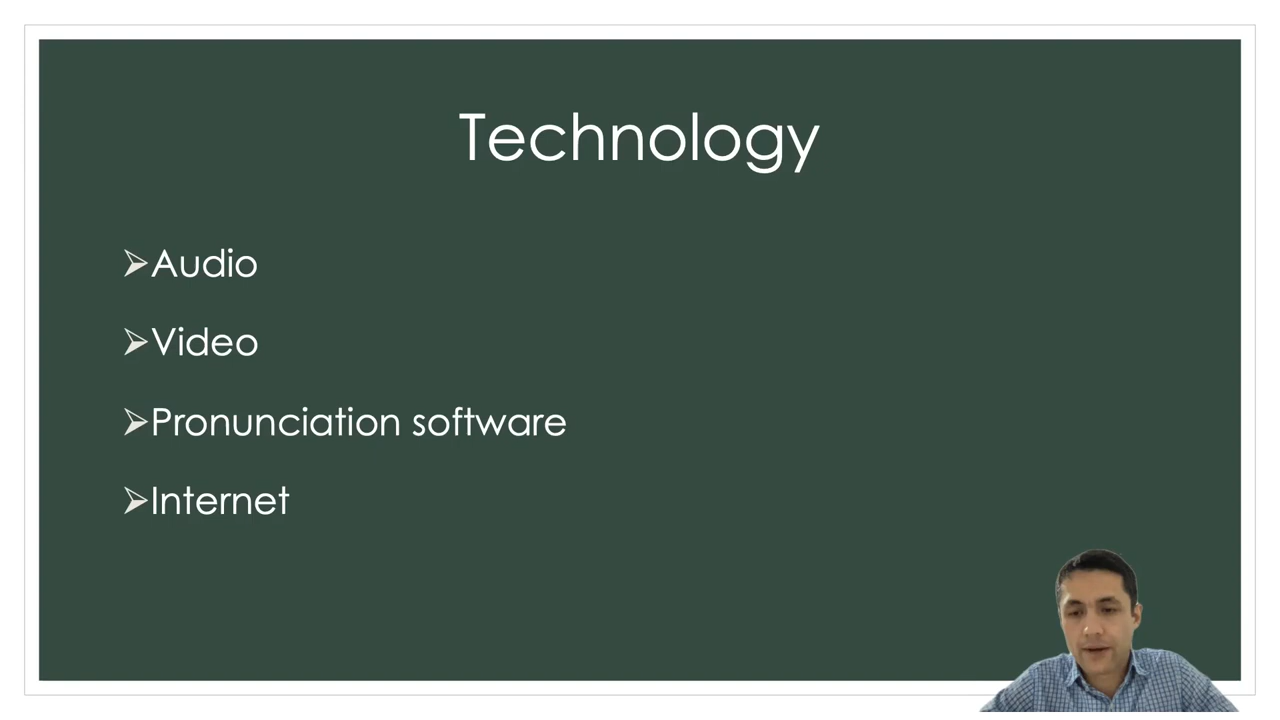 Technology
➢Audio
➢Video
➢Pronunciation software
➢Internet